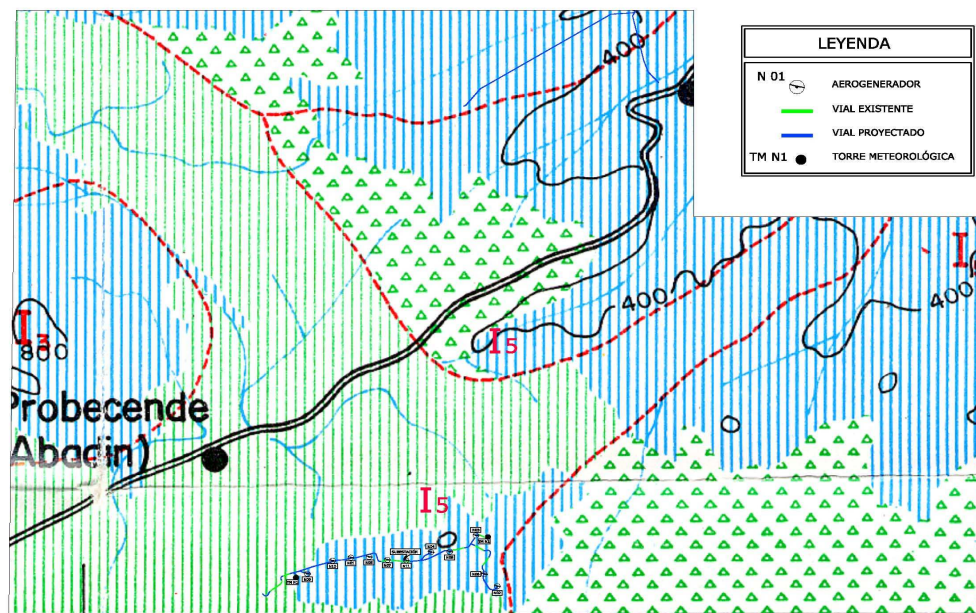 LEYENDA
N 01
AEROGENERADOR
VIAL EXISTENTE
VIAL PROYECTADO
TM N1
TORRE METEOROLÓGICA
400
400
400
I
I3
800
I5
Probecende
Abadin)
I5
SUBESTACIÓN